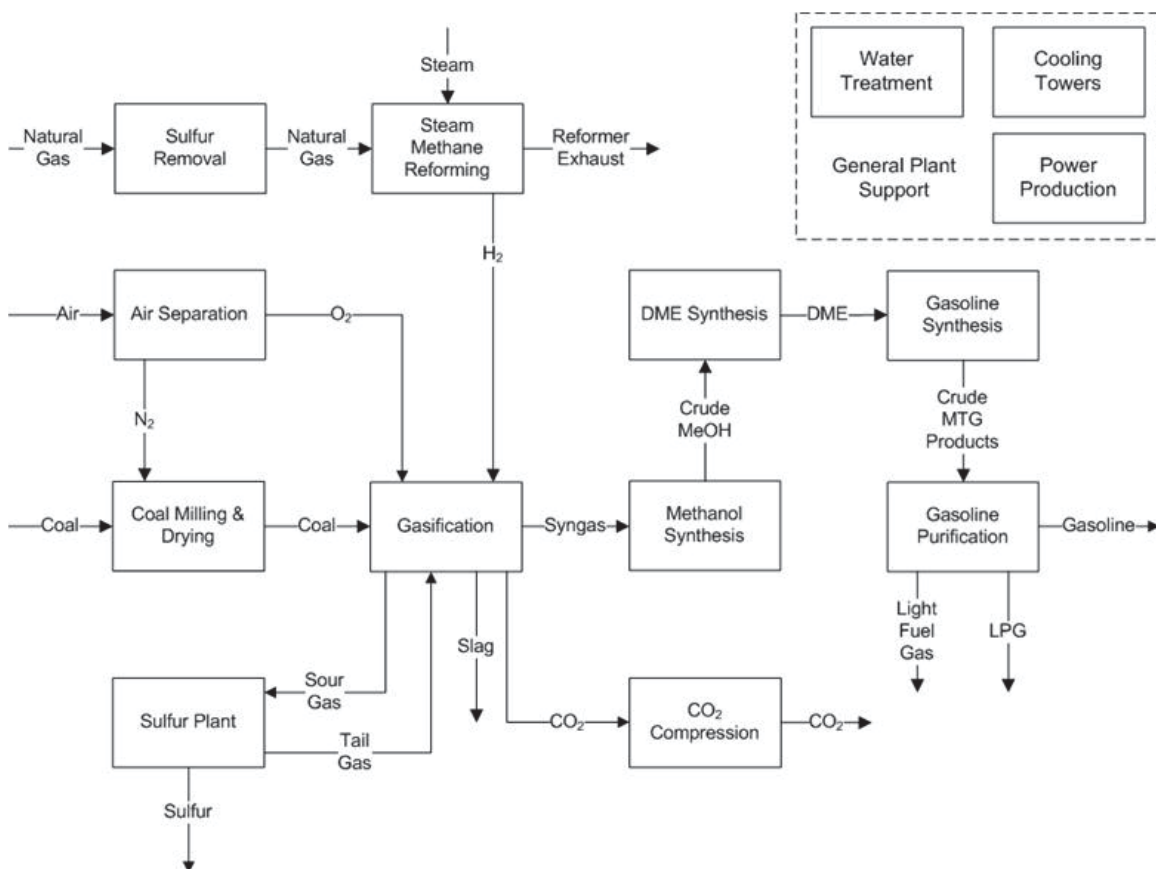 Steam
Water
Treatment
Cooling
Towers
Natural
Gas
Sulfur
Removal
Natural
Gas
Steam
Methane
Reforming
Reformer
Exhaust
General Plant
Support
Power
Production
H₂
Air
Air Separation
O₂
DME Synthesis
DME
Gasoline
Synthesis
N₂
Crude
MeOH
Crude
MTG
Products
Coal
Coal Milling &
Drying
Coal
Gasification
Syngas
Methanol
Synthesis
Gasoline
Purification
Gasoline
Slag
Light
Fuel
Gas
LPG
Sour
Gas
Sulfur Plant
Tail
Gas
CO₂
CO₂
Compression
CO₂
Sulfur